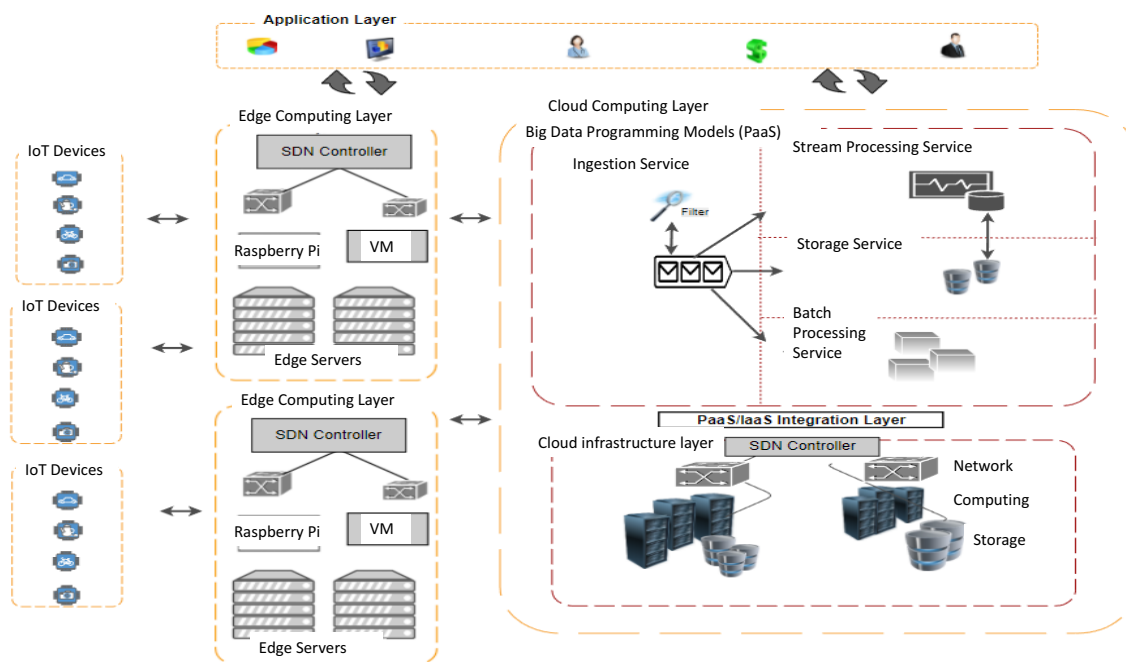 Application Layer
Edge Computing Layer
SDN Controller
Raspberry Pi
VM
Edge Servers
IoT Devices
IoT Devices
IoT Devices
Edge Computing Layer
SDN Controller
Raspberry Pi
VM
Edge Servers
Cloud Computing Layer
Big Data Programming Models (PaaS)
Ingestion Service
Filter
Stream Processing Service
Storage Service
Batch
Processing
Service
PaaS/IaaS Integration Layer
Cloud infrastructure layer
SDN Controller
Network
Computing
Storage